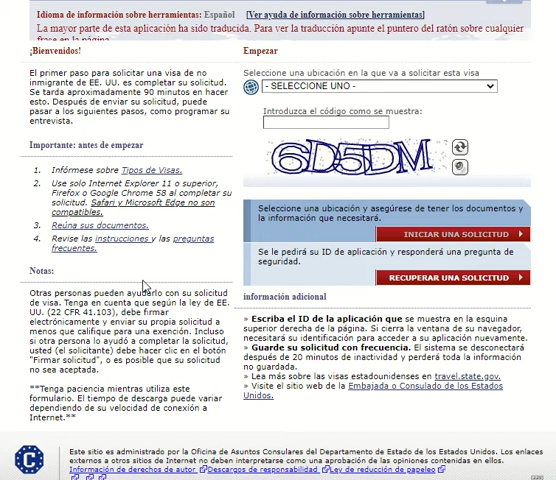 Idioma de información sobre herramientas: Español [Ver ayuda de información sobre herramientas]
La mayor parte de esta aplicación ha sido traducida. Para ver la traducción apunte el puntero del ratón sobre cualquier
frase en la página.
¡Bienvenidos!
El primer paso para solicitar una visa de no
inmigrante de EE. UU. es completar su solicitud.
Se tarda aproximadamente 90 minutos en hacer
esto. Después de enviar su solicitud, puede
pasar a los siguientes pasos, como programar su
entrevista.
Importante: antes de empezar
1. Infórmese sobre Tipos de Visas.
2. Use solo Internet Explorer 11 o superior,
Firefox o Google Chrome 58 al completar su
solicitud. Safari y Microsoft Edge no son
compatibles.
3. Reúna sus documentos.
4. Revise las instrucciones y las preguntas
frecuentes.
Notas:
Otras personas pueden ayudarlo con su solicitud
de visa. Tenga en cuenta que según la ley de EE.
UU. (22 CFR 41.103), debe firmar
electrónicamente y enviar su propia solicitud a
menos que califique para una exención. Incluso
si otra persona lo ayudó a completar la solicitud,
usted (el solicitante) debe hacer clic en el botón
"Firmar solicitud", o es posible que su solicitud
no sea aceptada.
**Tenga paciencia mientras utiliza este
formulario. El tiempo de descarga puede variar
dependiendo de su velocidad de conexión a
Internet.**
Empezar
Seleccione una ubicación en la que va a solicitar esta visa
- SELECCIONE UNO -
Introduzca el código como se muestra:
6D5DM
Seleccione una ubicación y asegúrese de tener los documentos y
la información que necesitará.
INICIAR UNA SOLICITUD
Se le pedirá su ID de aplicación y responderá una pregunta de
seguridad.
RECUPERAR UNA SOLICITUD
información adicional
» Escriba el ID de la aplicación que se muestra en la esquina
superior derecha de la página. Si cierra la ventana de su navegador,
necesitará su identificación para acceder a su aplicación nuevamente.
» Guarde su solicitud con frecuencia. El sistema se desconectará
después de 20 minutos de inactividad y perderá toda la información
no guardada.
» Lea más sobre las visas estadounidenses en travel.state.gov.
» Visite el sitio web de la Embajada o Consulado de los Estados
Unidos.
C
Este sitio es administrado por la Oficina de Asuntos Consulares del Departamento de Estado de los Estados Unidos. Los enlaces
externos a otros sitios de Internet no deben interpretarse como una aprobación de las opiniones contenidas en ellos.
Información de derechos de autor Descargos de responsabilidad Ley de reducción de papeleo